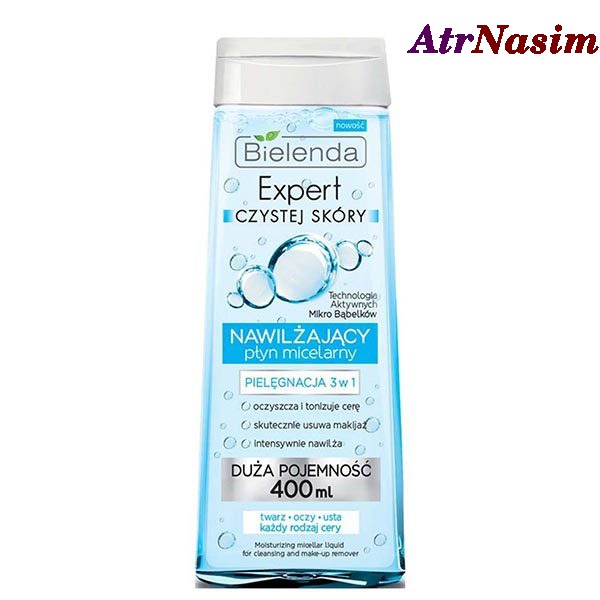 AtrNasim
nowość
Bielenda
Expert
CZYSTEJ SKÓRY
Technologia
Aktywnych
Mikro Bąbelków
NAWILŻAJĄCY
płyn micelarny
PIELĘGNACJA 3 w 1
oczyszcza i tonizuje cerę
skutecznie usuwa makijaż
intensywnie nawilża
DUŻA POJEMNOŚĆ
400 ml
twarz • oczy • usta
każdy rodzaj cery
Moisturizing micellar liquid
for cleansing and make-up remover